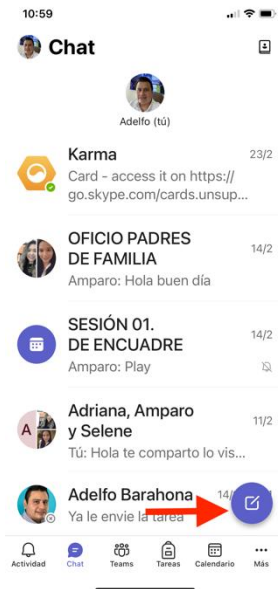 10:59
Chat
Adelfo (tú)
Karma 23/2
Card - access it on https://
go.skype.com/cards.unsup...
OFICIO PADRES 14/2
DE FAMILIA
Amparo: Hola buen día
SESIÓN 01. 14/2
DE ENCUADRE
Amparo: Play
Adriana, Amparo 11/2
y Selene
A
Tú: Hola te comparto lo vis...
Adelfo Barahona
Ya le envie la tarea
Actividad Chat Teams Tareas Calendario Más